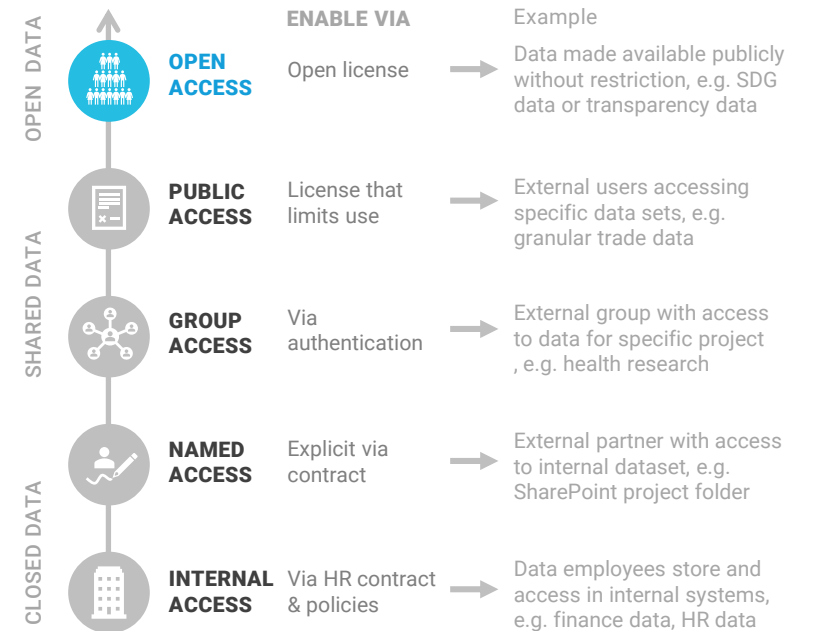 ENABLE VIA
Example
OPEN DATA
OPEN
ACCESS
Open license
Data made available publicly
without restriction, e.g. SDG
data or transparency data
SHARED DATA
PUBLIC
ACCESS
License that
limits use
External users accessing
specific data sets, e.g.
granular trade data
GROUP
ACCESS
Via
authentication
External group with access
to data for specific project
, e.g. health research
NAMED
ACCESS
Explicit via
contract
External partner with access
to internal dataset, e.g.
SharePoint project folder
CLOSED DATA
INTERNAL
ACCESS
Via HR contract
& policies
Data employees store and
access in internal systems,
e.g. finance data, HR data